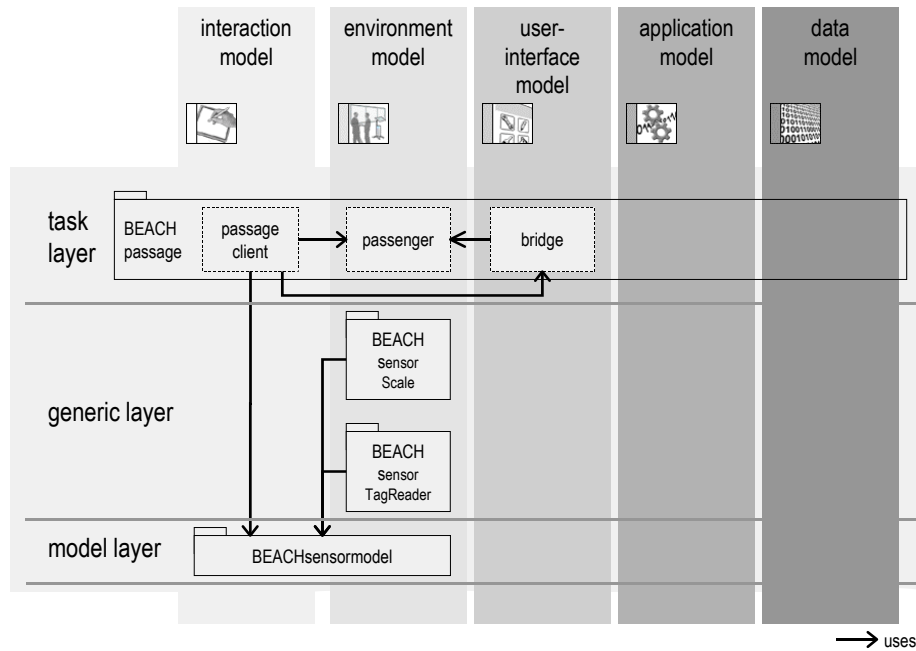 interaction
model
environment
model
user-
interface
model
application
model
data
model
task
layer
BEACH
passage
passage
client
passenger
bridge
generic layer
BEACH
sensor
Scale
BEACH
sensor
TagReader
model layer
BEACHsensormodel
uses